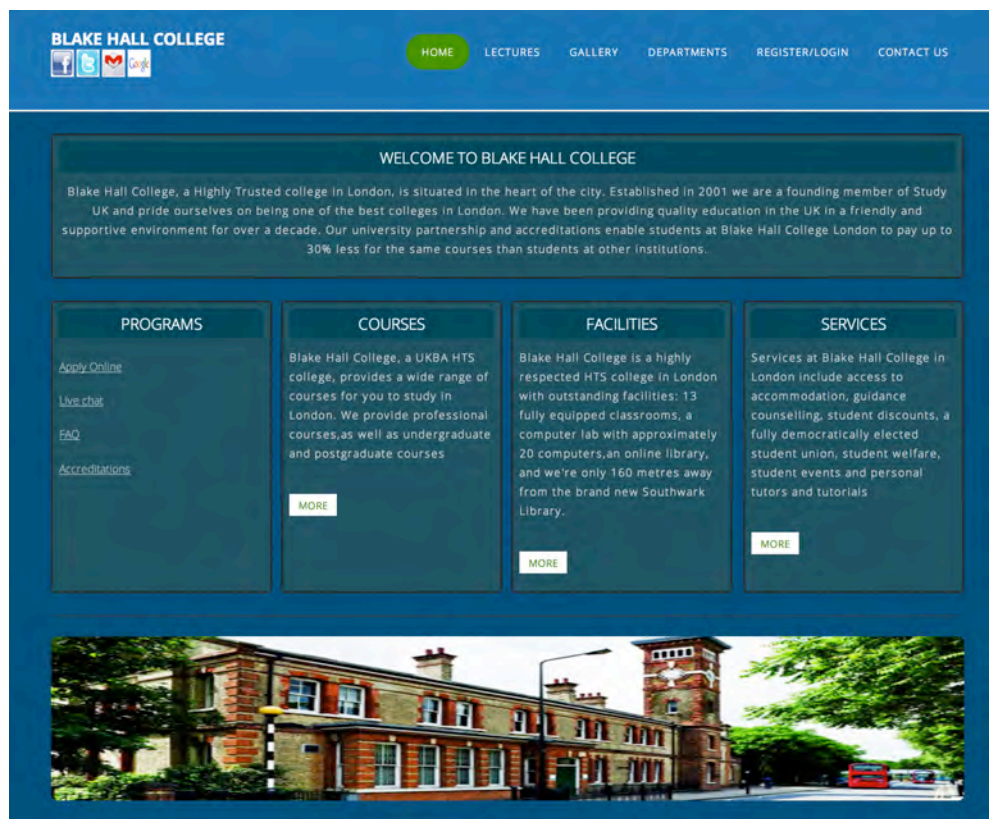 BLAKE HALL COLLEGE
Google
HOME LECTURES GALLERY DEPARTMENTS REGISTER/LOGIN CONTACT US
WELCOME TO BLAKE HALL COLLEGE
Blake Hall College, a Highly Trusted college in London, is situated in the heart of the city. Established in 2001 we are a founding member of Study
UK and pride ourselves on being one of the best colleges in London. We have been providing quality education in the UK in a friendly and
supportive environment for over a decade. Our university partnership and accreditations enable students at Blake Hall College London to pay up to
30% less for the same courses than students at other institutions.
PROGRAMS
Apply Online
Live chat
FAQ
Accreditations
COURSES
Blake Hall College, a UKBA HTS
college, provides a wide range of
courses for you to study in
London. We provide professional
courses,as well as undergraduate
and postgraduate courses
MORE
FACILITIES
Blake Hall College is a highly
respected HTS college in London
with outstanding facilities: 13
fully equipped classrooms, a
computer lab with approximately
20 computers,an online library,
and we're only 160 metres away
from the brand new Southwark
Library.
MORE
SERVICES
Services at Blake Hall College in
London include access to
accommodation, guidance
counselling, student discounts, a
fully democratically elected
student union, student welfare,
student events and personal
tutors and tutorials
MORE